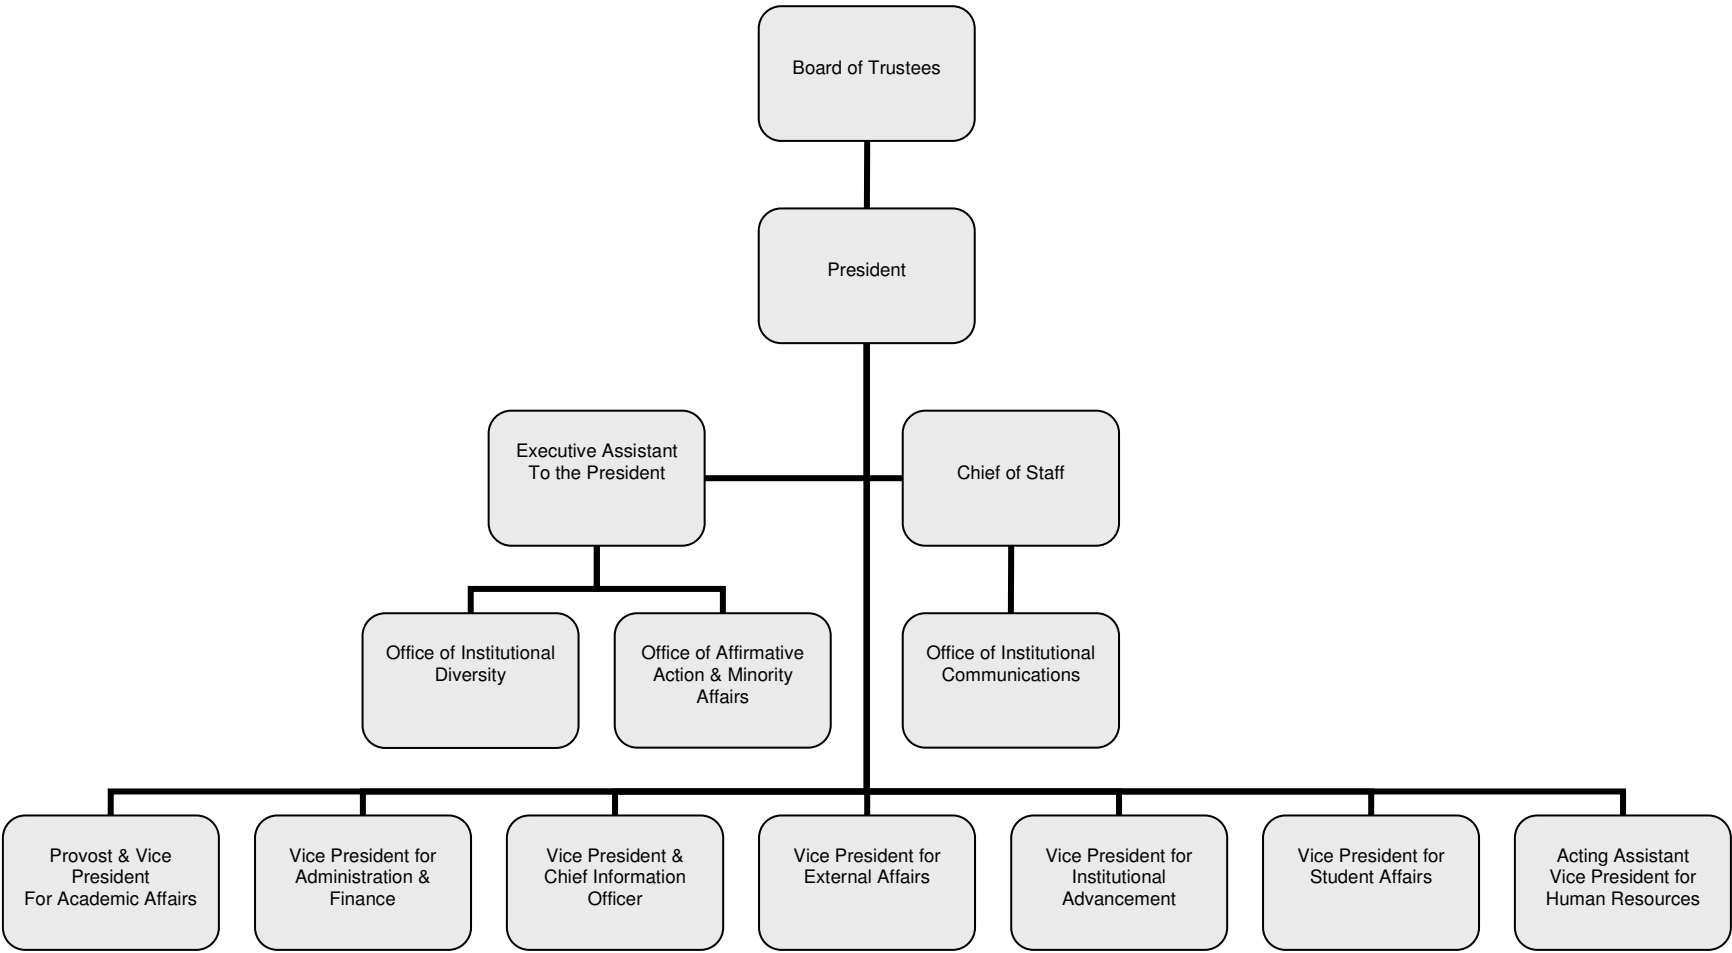 Board of Trustees
President
Executive Assistant
To the President
Chief of Staff
Office of Institutional
Diversity
Office of Affirmative
Action & Minority
Affairs
Office of Institutional
Communications
Provost & Vice
President
For Academic Affairs
Vice President for
Administration &
Finance
Vice President &
Chief Information
Officer
Vice President for
External Affairs
Vice President for
Institutional
Advancement
Vice President for
Student Affairs
Acting Assistant
Vice President for
Human Resources